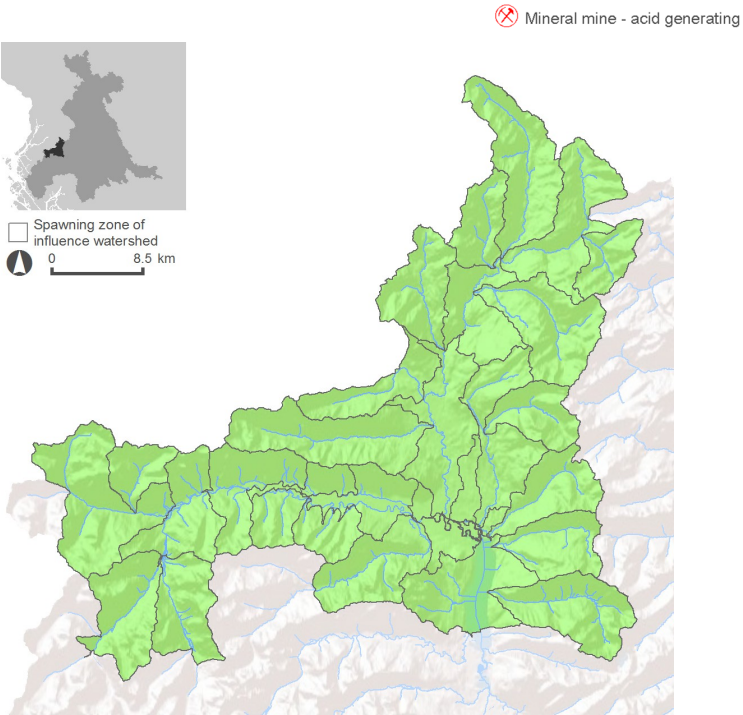 Mineral mine - acid generating
Spawning zone of
influence watershed
0 8.5 km